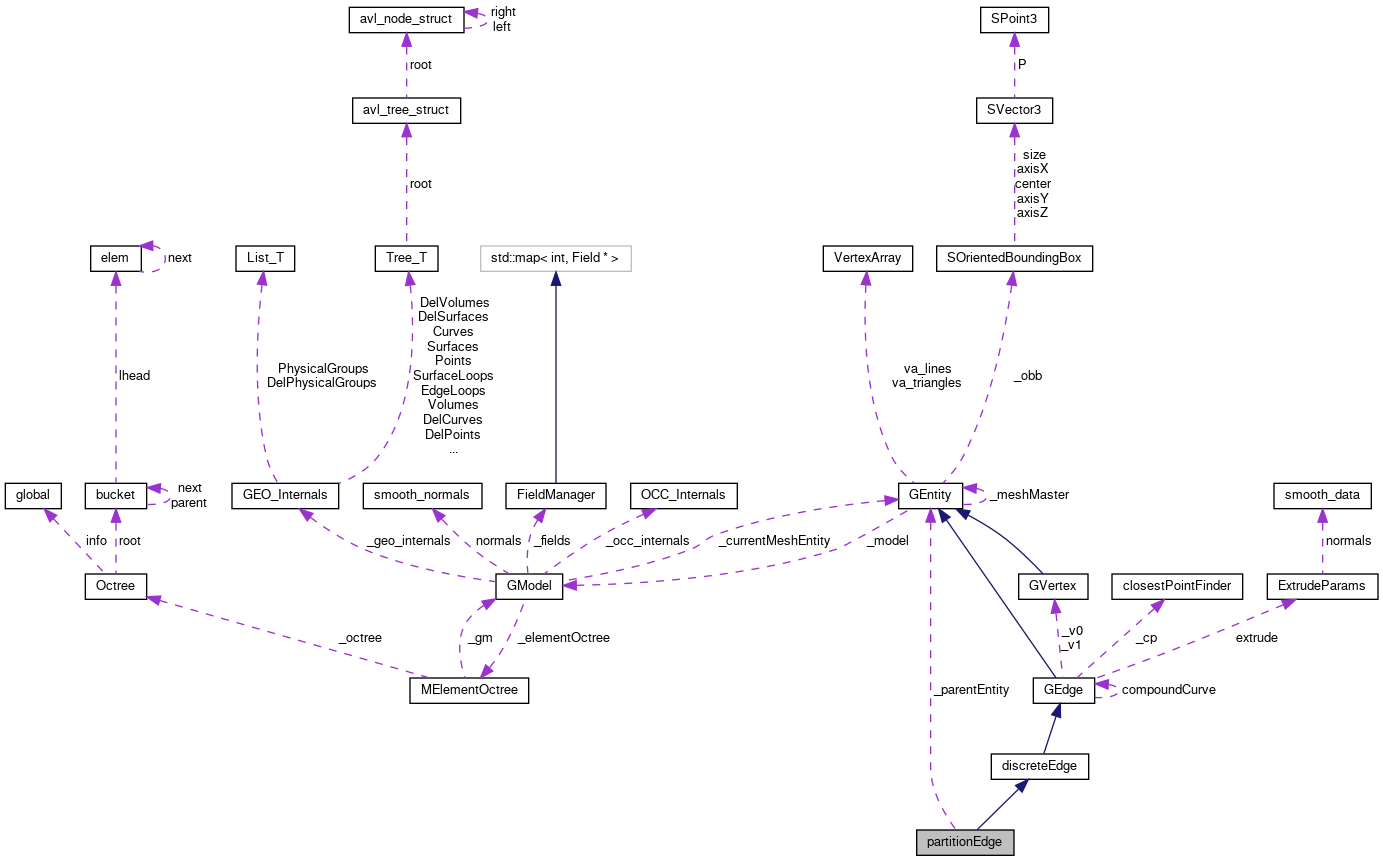 avl_node_struct
right
left
SPoint3
root
P
avl_tree_struct
SVector3
root
size
axisX
center
axisY
axisZ
elem
next
List_T
Tree_T
std::map< int, Field * >
VertexArray
SOrientedBoundingBox
lhead
PhysicalGroups
DelPhysicalGroups
DelVolumes
DelSurfaces
Curves
Surfaces
Points
SurfaceLoops
EdgeLoops
Volumes
DelCurves
DelPoints
...
va_lines
va_triangles
_obb
global
bucket
next
parent
GEO_Internals
smooth_normals
FieldManager
OCC_Internals
GEntity
_meshMaster
smooth_data
info
root
_geo_internals
normals
_fields
_occ_internals
_currentMeshEntity
_model
normals
Octree
GModel
GVertex
closestPointFinder
ExtrudeParams
_octree
_gm
_elementOctree
_v0
_v1
_cp
extrude
MElementOctree
_parentEntity
GEdge
compoundCurve
discreteEdge
partitionEdge